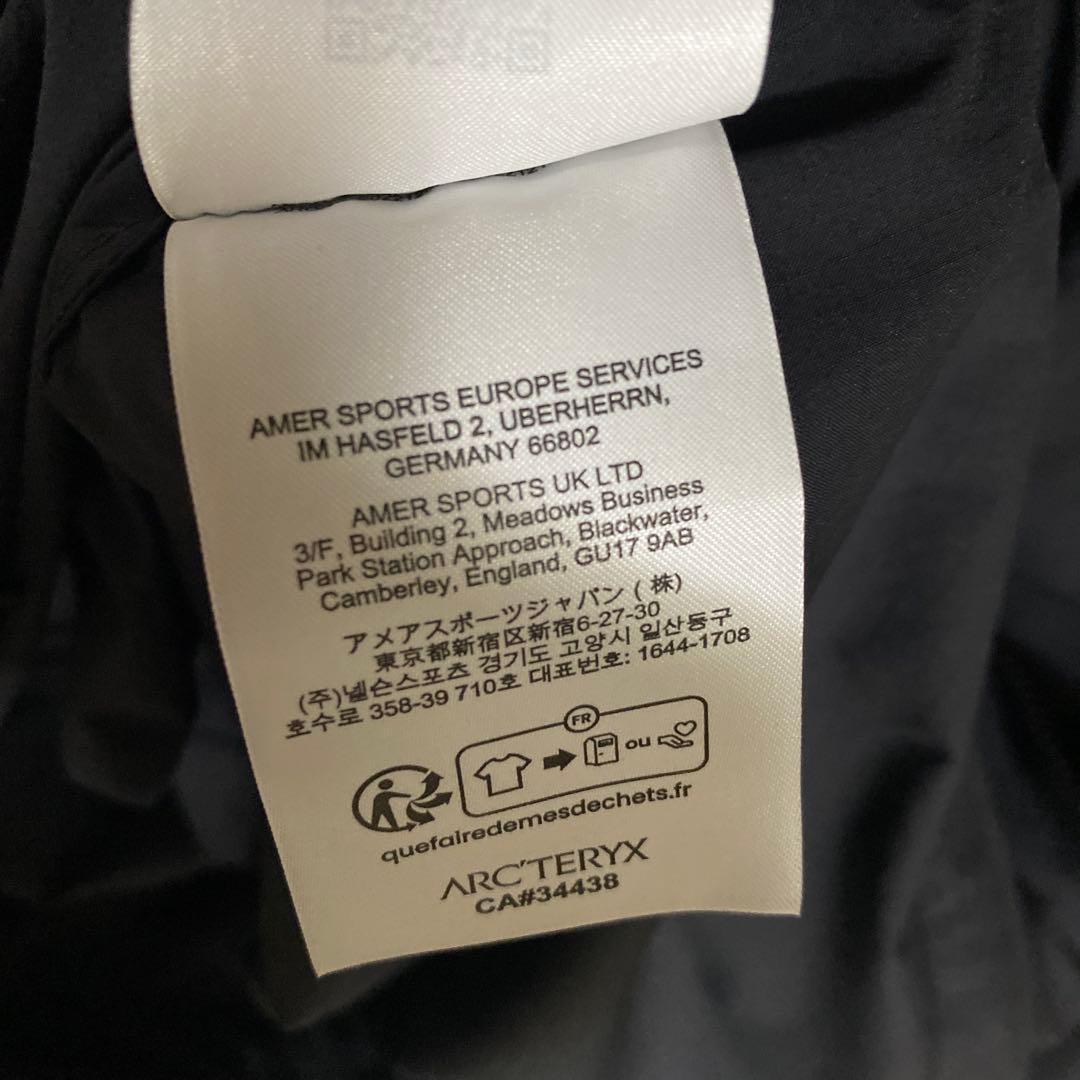 AMER SPORTS EUROPE SERVICES
IM HASFELD 2, UBERHERRN,
GERMANY 66802
AMER SPORTS UK LTD
3/F, Building 2, Meadows Business
Park Station Approach, Blackwater,
Camberley, England, GU17 9AB
アメアスポーツジャパン ( 株)
東京都新宿区新宿6-27-30
(주)넬슨스포츠 경기도 고양시 일산동구
호수로 358-39 710호 대표번호: 1644-1708
FR
ou
quefairedemesdechets.fr
ARC'TERYX
CA#34438